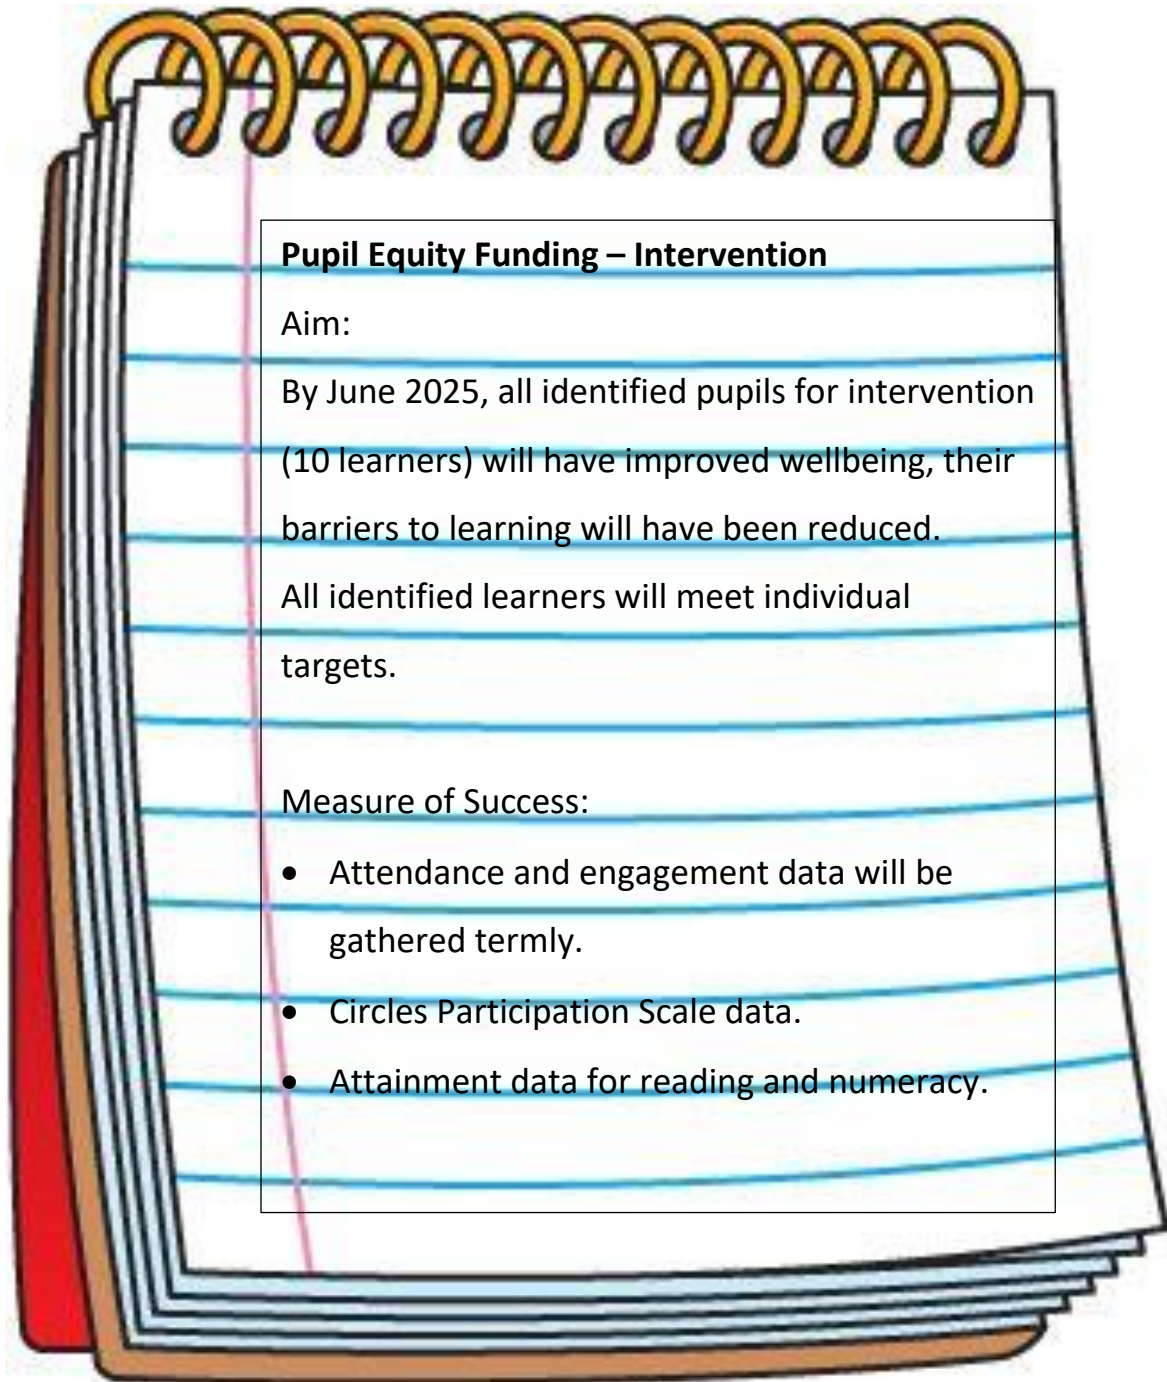 Pupil Equity Funding – Intervention
Aim:
By June 2025, all identified pupils for intervention
(10 learners) will have improved wellbeing, their
barriers to learning will have been reduced.
All identified learners will meet individual
targets.
Measure of Success:
• Attendance and engagement data will be
gathered termly.
• Circles Participation Scale data.
• Attainment data for reading and numeracy.